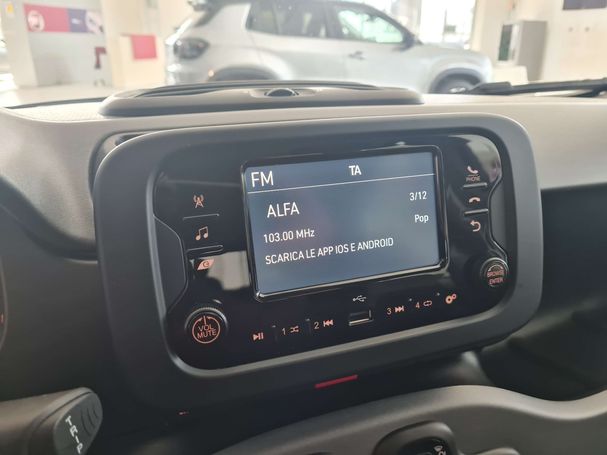 FM TA
ALFA 3/12
103.00 MHz Pop
SCARICA LE APP IOS E ANDROID
PHONE
VOL
MUTE
BROWSE
ENTER
1 2 3 4
TRIP